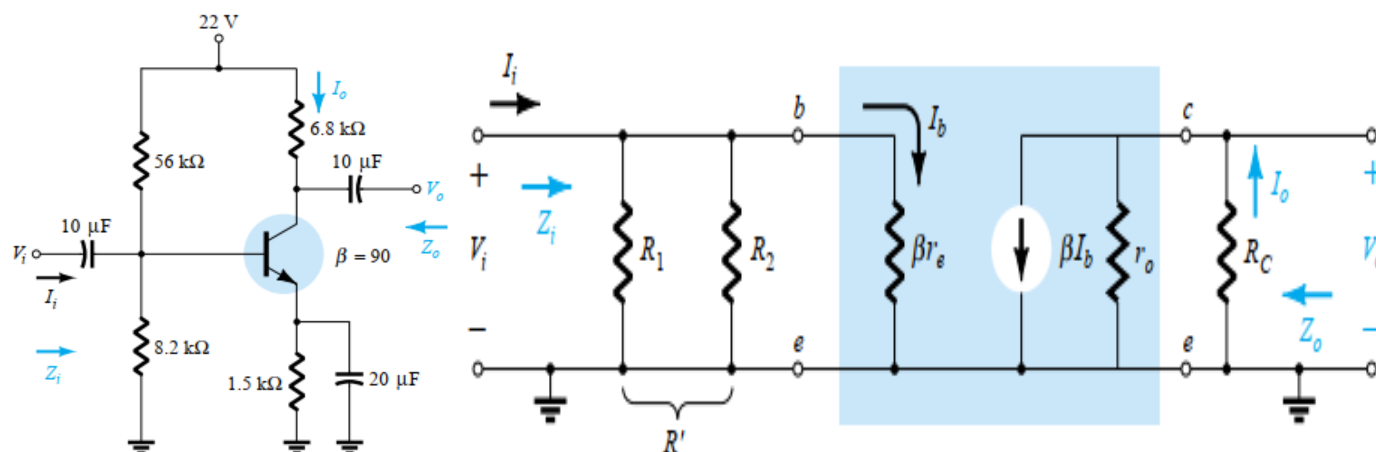 22 V
I_o
6.8 kΩ
56 kΩ
10 μF
V_o
10 μF
Z_o
V_i
β = 90
I_i
8.2 kΩ
Z_i
1.5 kΩ
20 μF
I_i
b
I_b
c
+
Z_i
V_i
R_1
R_2
βr_e
βI_b
r_o
R_C
I_o
+
Z_o
−
e
e
−
R'